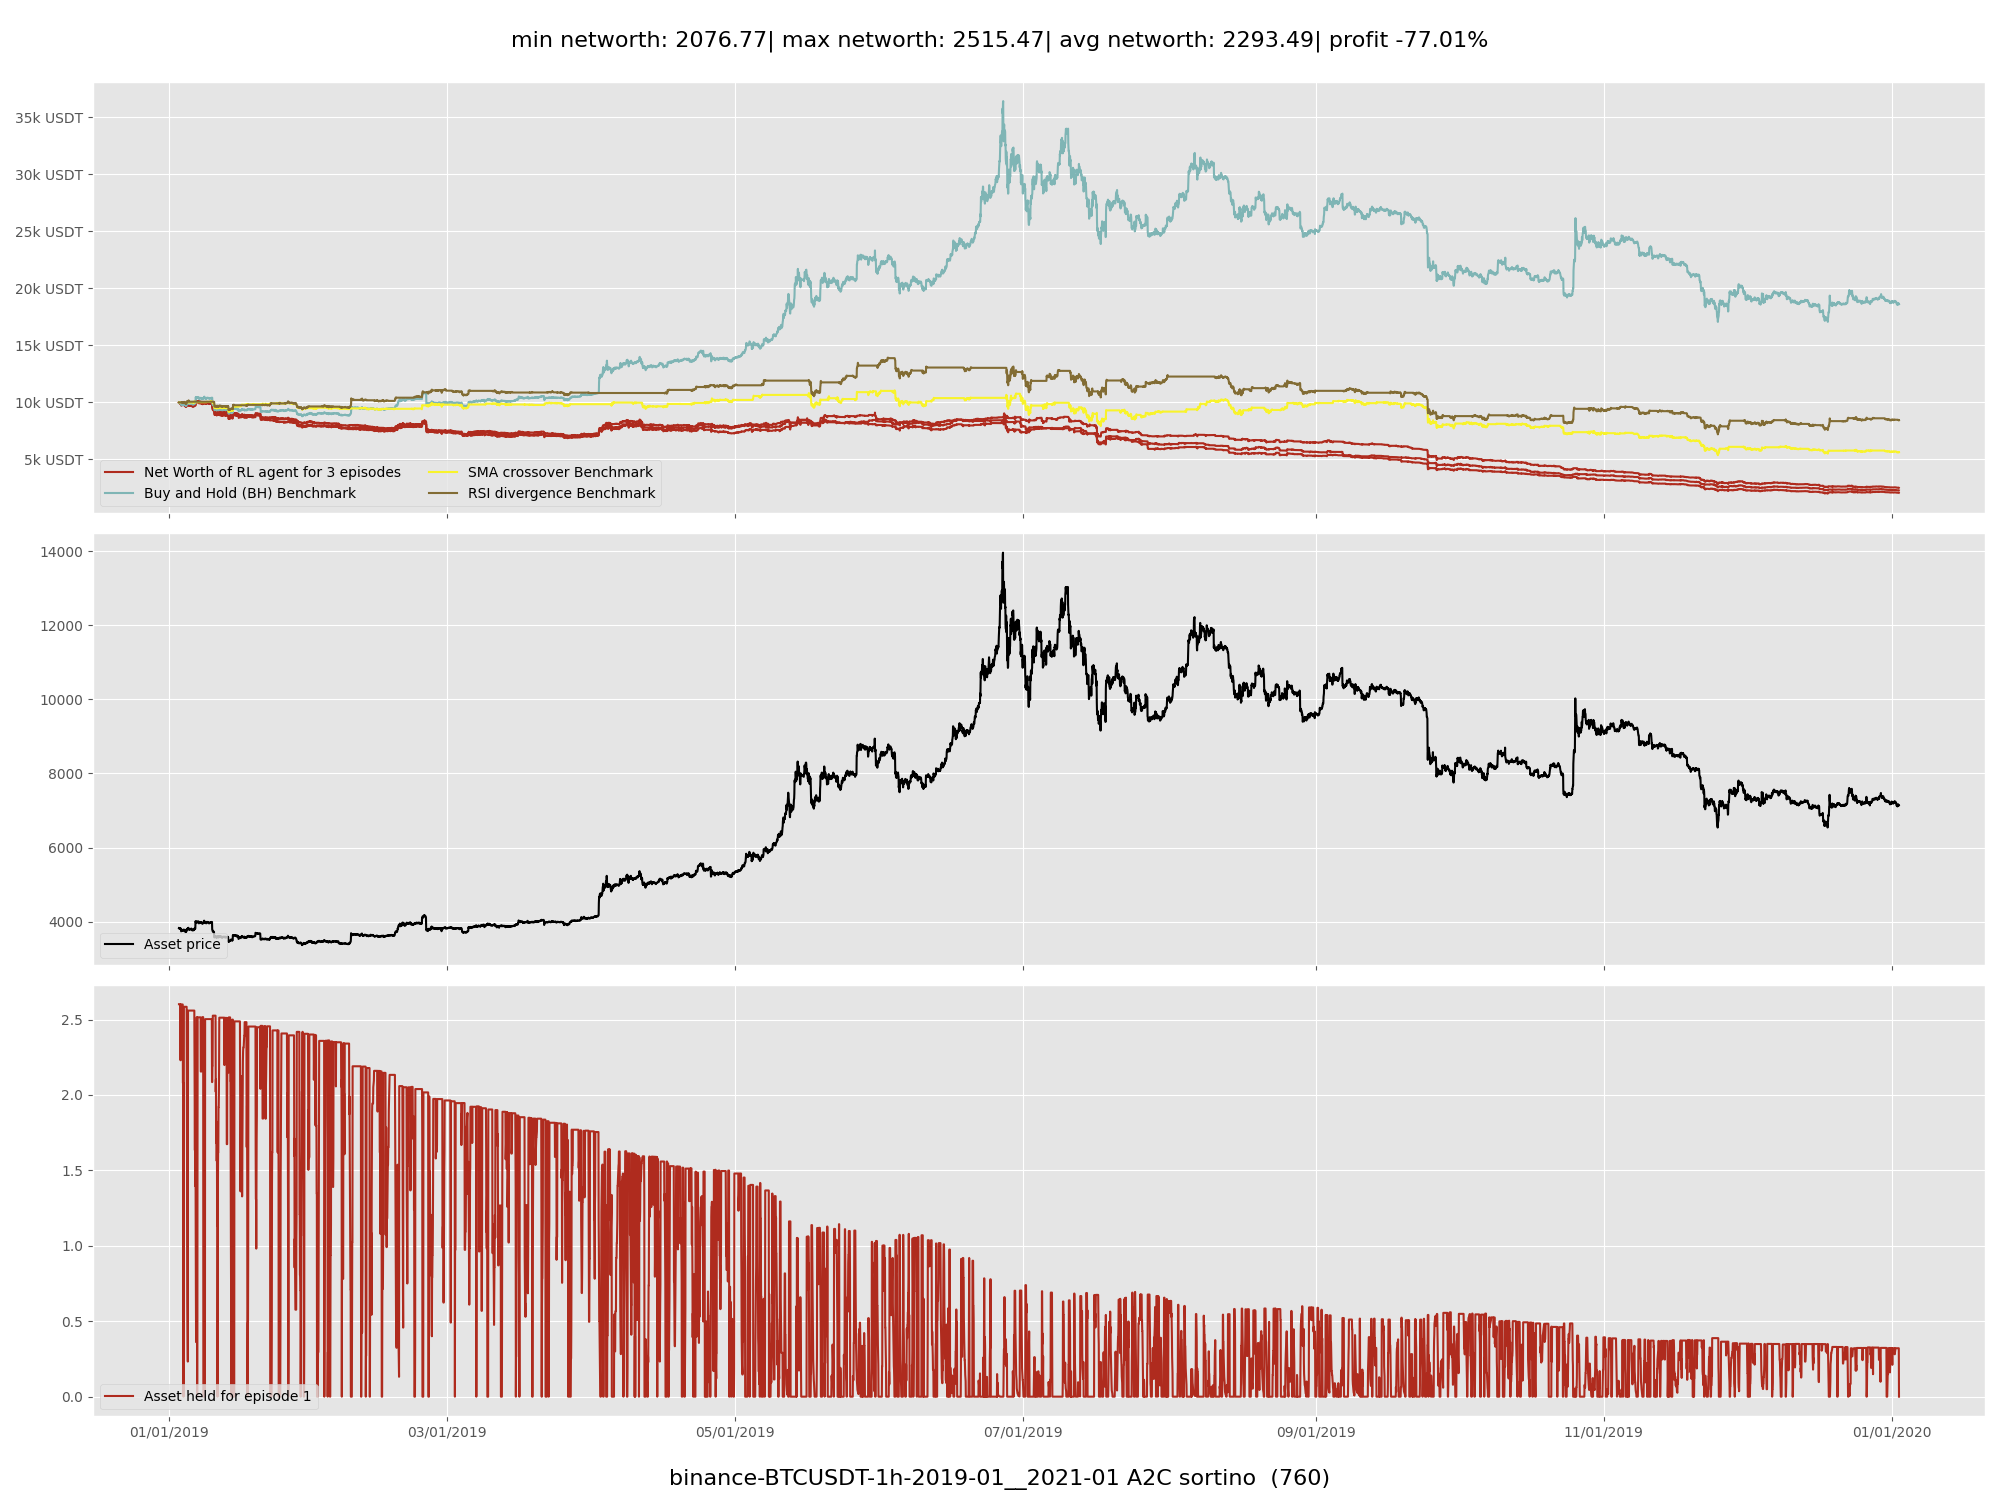 min networth: 2076.77| max networth: 2515.47| avg networth: 2293.49| profit -77.01%
35k USDT
30k USDT
25k USDT
20k USDT
15k USDT
10k USDT
5k USDT
Net Worth of RL agent for 3 episodes
Buy and Hold (BH) Benchmark
SMA crossover Benchmark
RSI divergence Benchmark
14000
12000
10000
8000
6000
4000
Asset price
2.5
2.0
1.5
1.0
0.5
0.0
Asset held for episode 1
01/01/2019 03/01/2019 05/01/2019 07/01/2019 09/01/2019 11/01/2019 01/01/2020
binance-BTCUSDT-1h-2019-01__2021-01 A2C sortino (760)